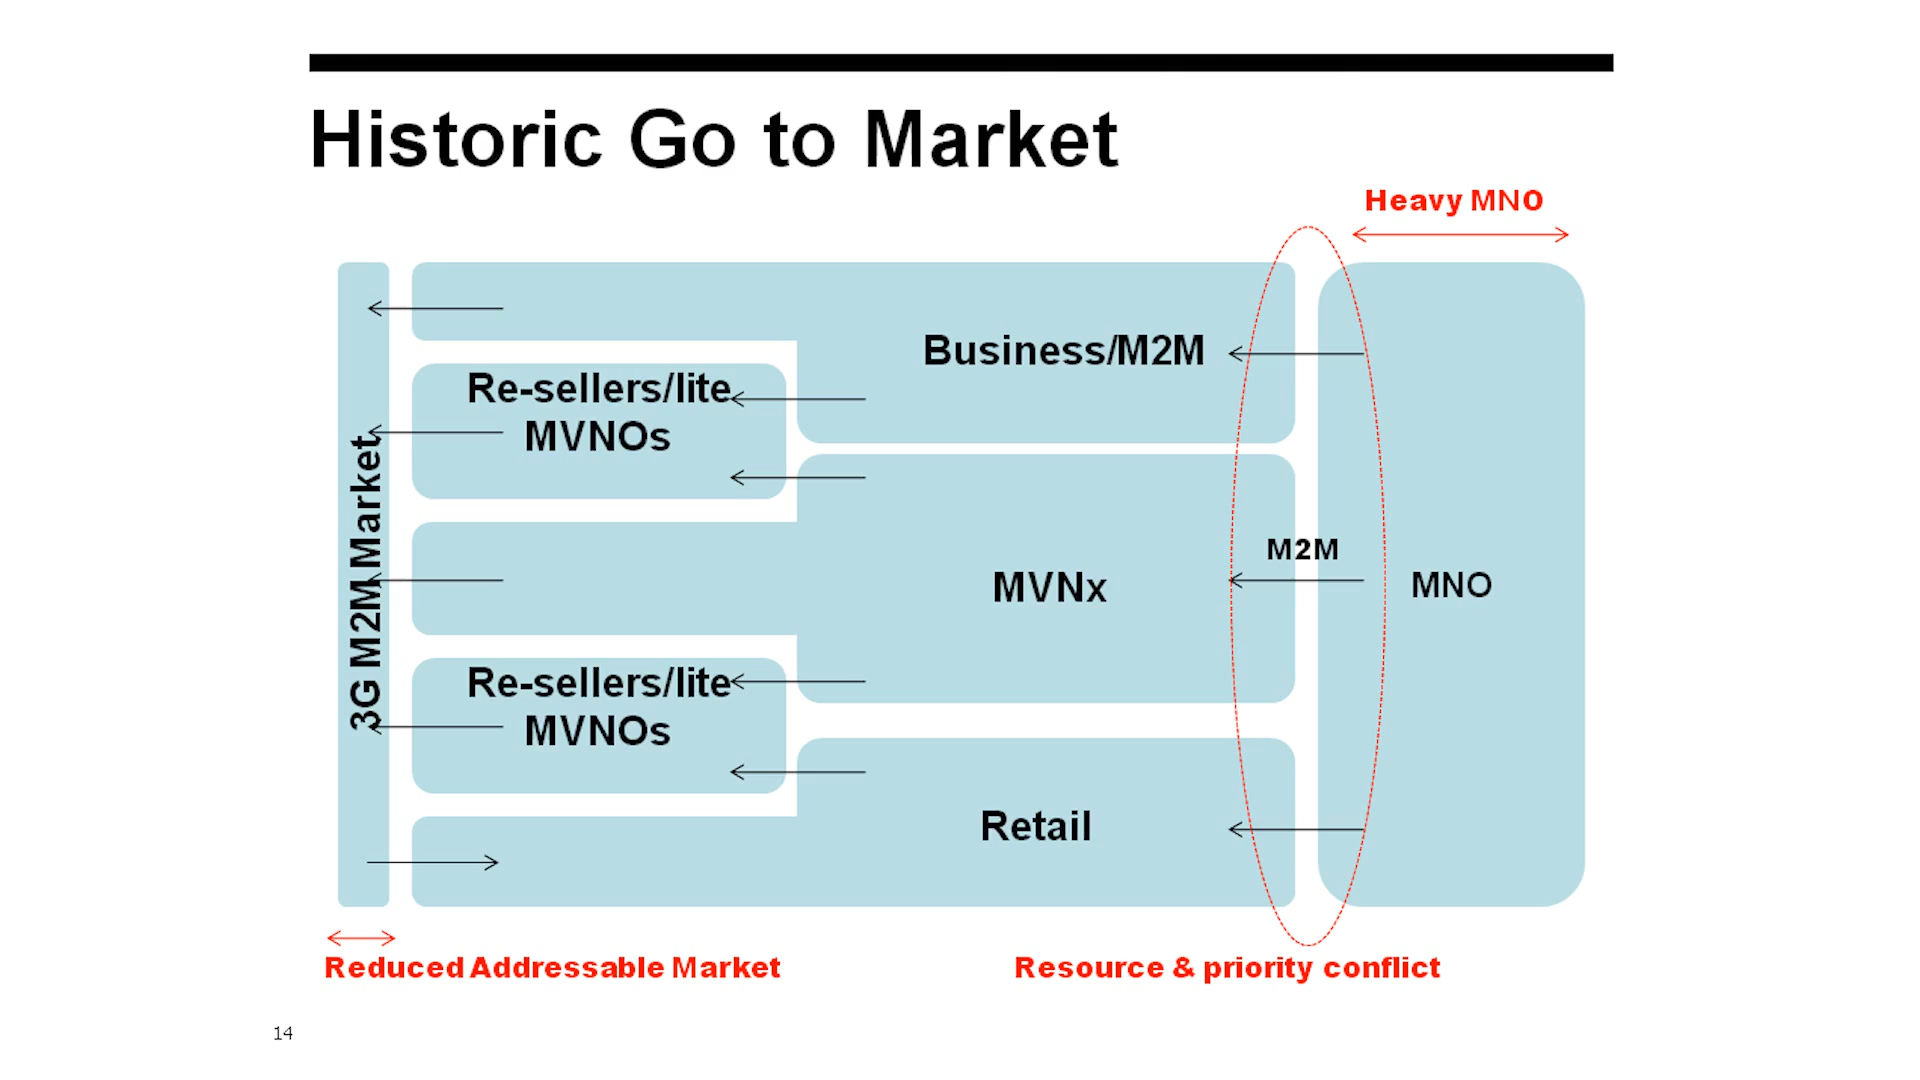 Historic Go to Market
Heavy MNO
Business/M2M
Re-sellers/lite
MVNOs
3G M2M Market
M2M
MVNx
MNO
Re-sellers/lite
MVNOs
Retail
Reduced Addressable Market
Resource & priority conflict
14